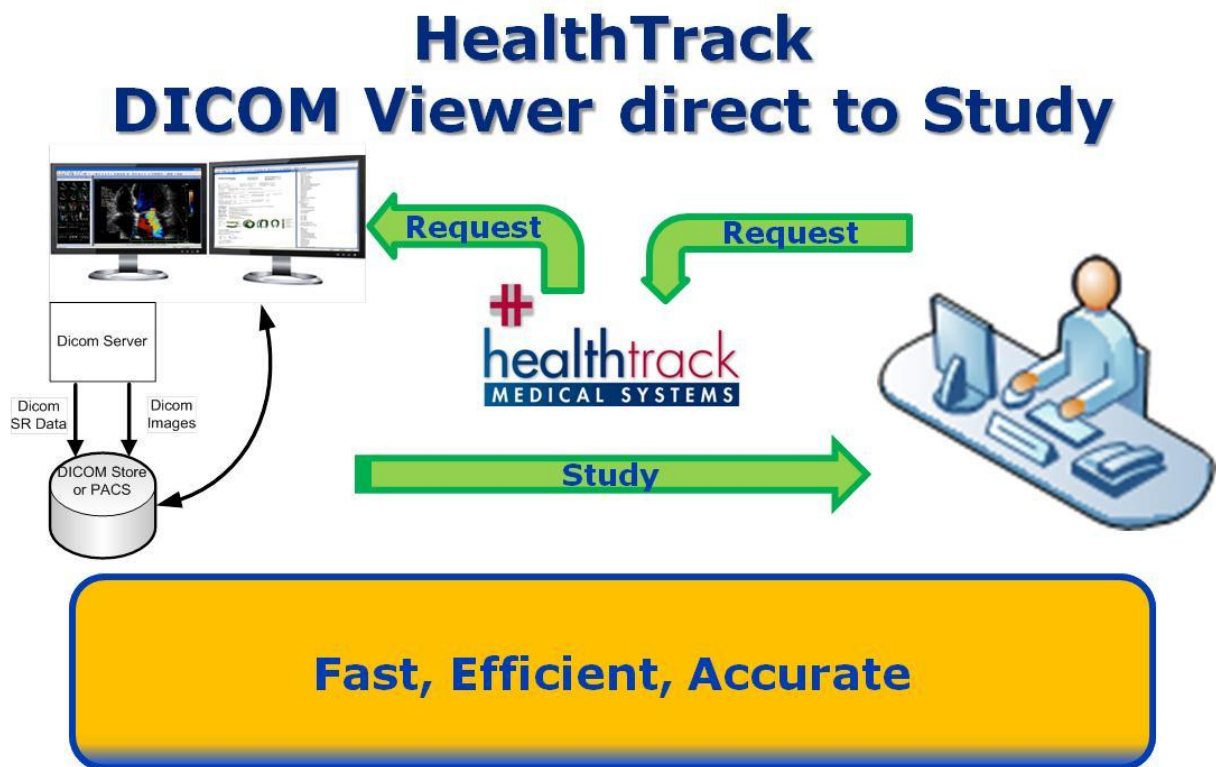 HealthTrack
DICOM Viewer direct to Study
Request
Request
healthtrack
MEDICAL SYSTEMS
Dicom Server
Dicom
SR Data
Dicom
Images
DICOM Store
or PACS
Study
Fast, Efficient, Accurate